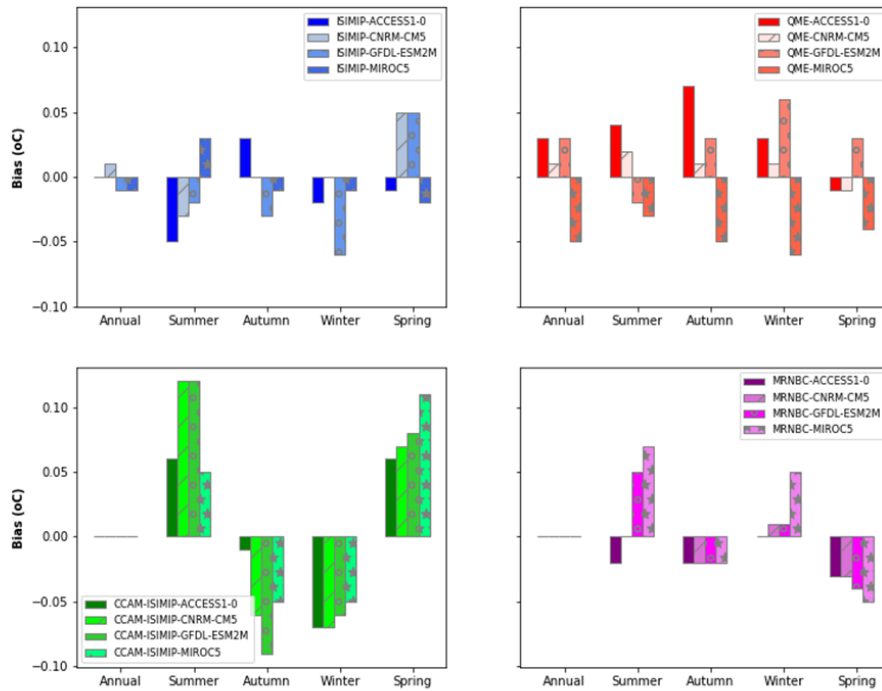 ISIMIP-ACCESS1-0
ISIMIP-CNRM-CM5
ISIMIP-GFDL-ESM2M
ISIMIP-MIROC5
0.10
0.05
0.00
−0.05
−0.10
Bias (oC)
Annual Summer Autumn Winter Spring
QME-ACCESS1-0
QME-CNRM-CM5
QME-GFDL-ESM2M
QME-MIROC5
Annual Summer Autumn Winter Spring
0.10
0.05
0.00
−0.05
−0.10
Bias (oC)
CCAM-ISIMIP-ACCESS1-0
CCAM-ISIMIP-CNRM-CM5
CCAM-ISIMIP-GFDL-ESM2M
CCAM-ISIMIP-MIROC5
Annual Summer Autumn Winter Spring
MRNBC-ACCESS1-0
MRNBC-CNRM-CM5
MRNBC-GFDL-ESM2M
MRNBC-MIROC5
Annual Summer Autumn Winter Spring